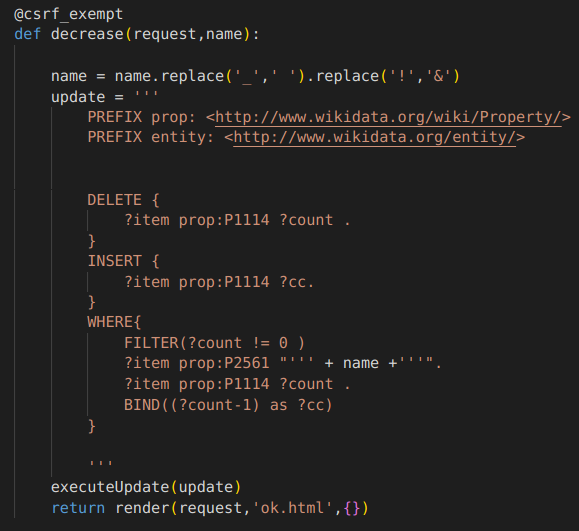 @csrf_exempt
def decrease(request,name):
name = name.replace('_',' ').replace('!','&')
update = '''
PREFIX prop: <http://www.wikidata.org/wiki/Property/>
PREFIX entity: <http://www.wikidata.org/entity/>
DELETE {
?item prop:P1114 ?count .
}
INSERT {
?item prop:P1114 ?cc.
}
WHERE{
FILTER(?count != 0 )
?item prop:P2561 "''' + name +'''".
?item prop:P1114 ?count .
BIND((?count-1) as ?cc)
}
'''
executeUpdate(update)
return render(request,'ok.html',{})